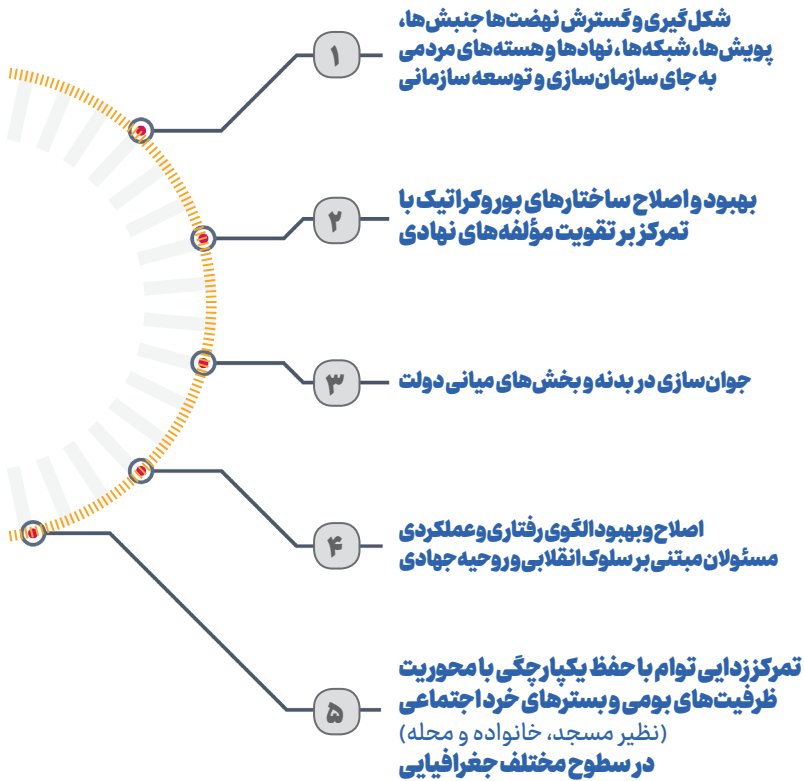 ۱
شکل‌گیری و گسترش نهضت‌ها جنبش‌ها،
پویش‌ها، شبکه‌ها، نهادها و هسته‌های مردمی
به جای سازمان‌سازی و توسعه سازمانی
۲
بهبود و اصلاح ساختارهای بوروکراتیک با
تمرکز بر تقویت مؤلفه‌های نهادی
۳
جوان‌سازی در بدنه و بخش‌های میانی دولت
۴
اصلاح و بهبود الگوی رفتاری و عملکردی
مسئولان مبتنی بر سلوک انقلابی و روحیه جهادی
۵
تمرکززدایی توام با حفظ یکپارچگی با محوریت
ظرفیت‌های بومی و بسترهای خرد اجتماعی
(نظیر مسجد، خانواده و محله)
در سطوح مختلف جغرافیایی